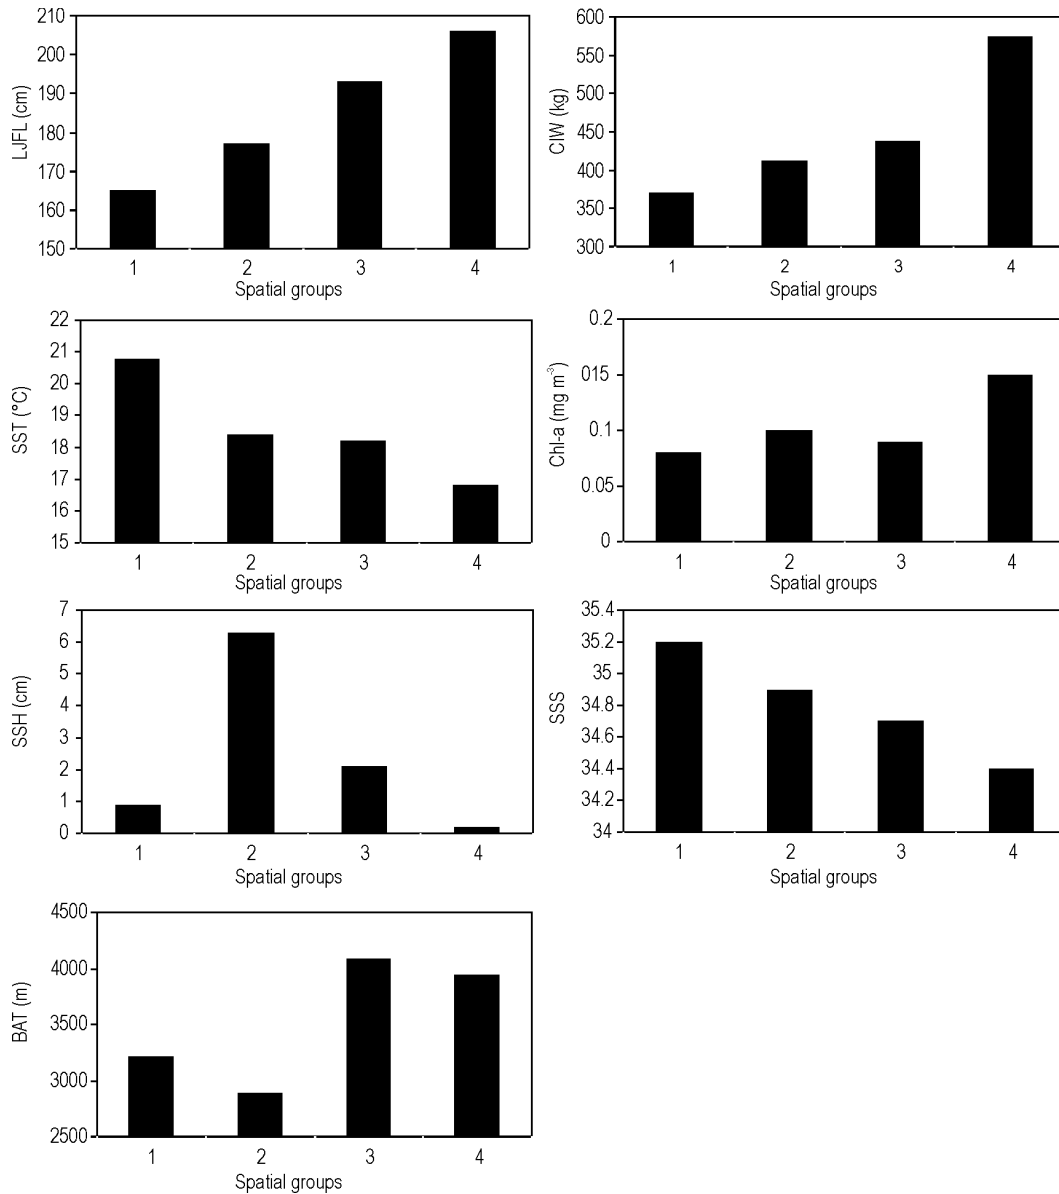 LJFL (cm)
210
200
190
180
170
160
150
1 2 3 4
Spatial groups
CIW (kg)
600
550
500
450
400
350
300
1 2 3 4
Spatial groups
SST (°C)
22
21
20
19
18
17
16
15
1 2 3 4
Spatial groups
Chl-a (mg m-3)
0.2
015
0.1
0.05
0
1 2 3 4
Spatial groups
SSH (cm)
7
6
5
4
3
2
1
0
1 2 3 4
Spatial groups
SSS
35.4
35.2
35
34.8
34.6
34.4
34.2
34
1 2 3 4
Spatial groups
BAT (m)
4500
4000
3500
3000
2500
1 2 3 4
Spatial groups